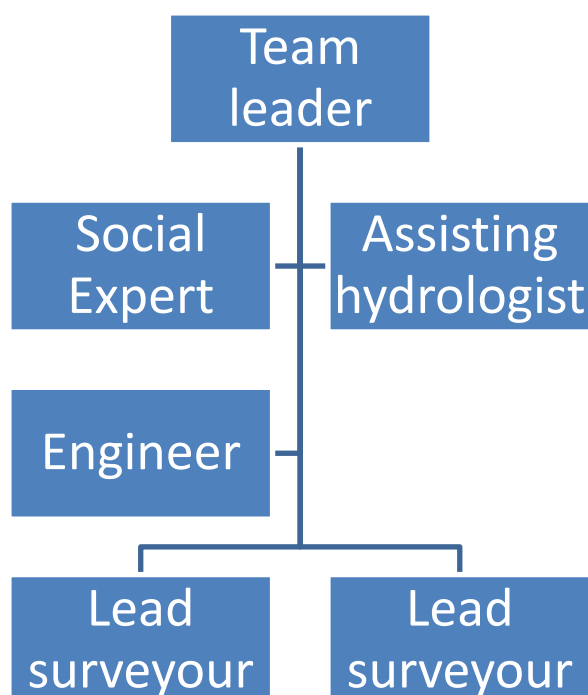 Team
leader
Social
Expert
Assisting
hydrologist
Engineer
Lead
surveyour
Lead
surveyour